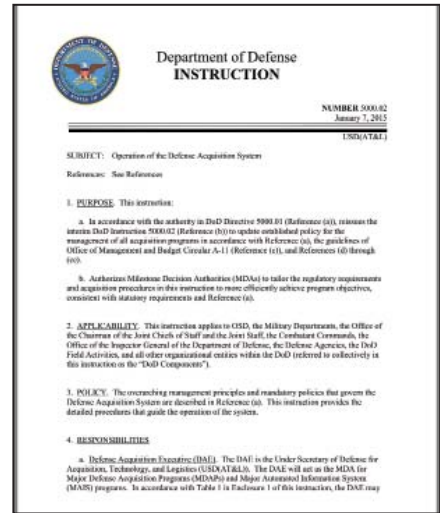 Department of Defense
INSTRUCTION
NUMBER 5000.02
January 7, 2015
USD(AT&L)
SUBJECT: Operation of the Defense Acquisition System
References: See References
1. PURPOSE. This instruction:
a. In accordance with the authority in DoD Directive 5000.01 (Reference (a)), reissues the
interim DoD Instruction 5000.02 (Reference (b)) to update established policy for the
management of all acquisition programs in accordance with Reference (a), the guidelines of
Office of Management and Budget Circular A-11 (Reference (c)), and References (d) through
(cc).
b. Authorizes Milestone Decision Authorities (MDAs) to tailor the regulatory requirements
and acquisition procedures in this instruction to more efficiently achieve program objectives,
consistent with statutory requirements and Reference (a).
2. APPLICABILITY. This instruction applies to OSD, the Military Departments, the Office of
the Chairman of the Joint Chiefs of Staff and the Joint Staff, the Combatant Commands, the
Office of the Inspector General of the Department of Defense, the Defense Agencies, the DoD
Field Activities, and all other organizational entities within the DoD (referred to collectively in
this instruction as the “DoD Components”).
3. POLICY. The overarching management principles and mandatory policies that govern the
Defense Acquisition System are described in Reference (a). This instruction provides the
detailed procedures that guide the operation of the system.
4. RESPONSIBILITIES
a. Defense Acquisition Executive (DAE). The DAE is the Under Secretary of Defense for
Acquisition, Technology, and Logistics (USD(AT&L)). The DAE will act as the MDA for
Major Defense Acquisition Programs (MDAPs) and Major Automated Information System
(MAIS) programs. In accordance with Table 1 in Enclosure 1 of this instruction, the DAE may